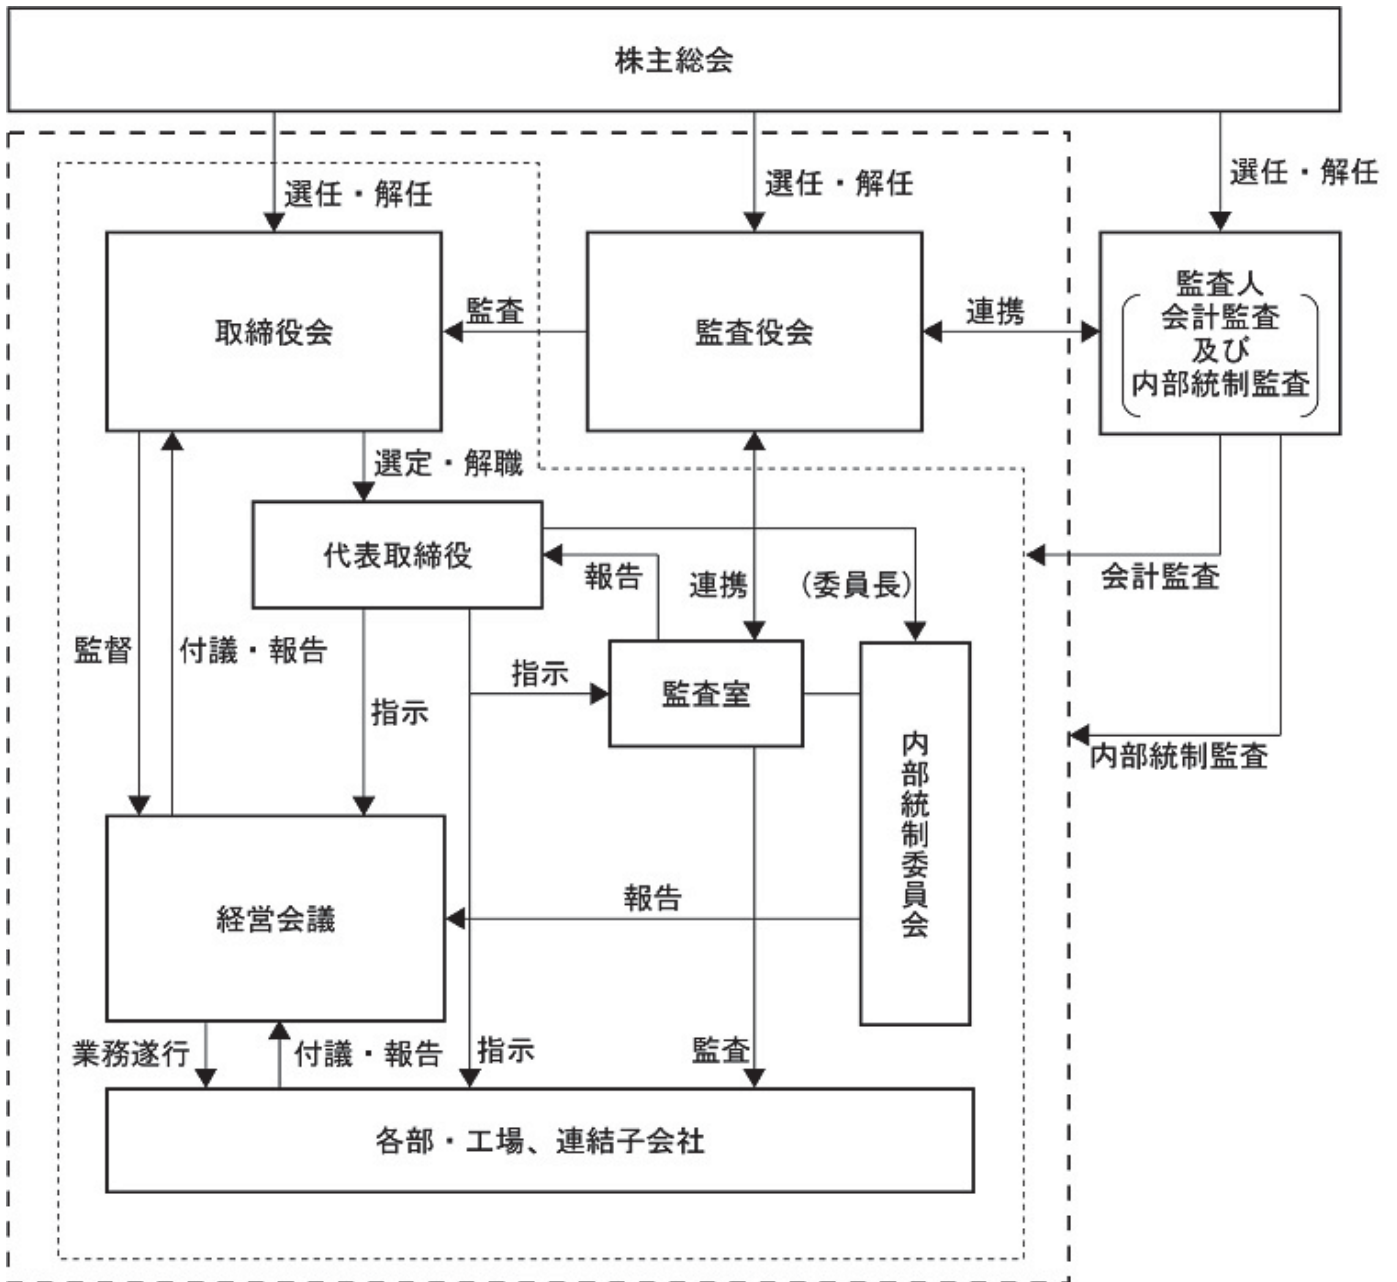 株主総会
選任・解任
選任・解任
選任・解任
取締役会
監査
監査役会
連携
監査人
会計監査
及び
内部統制監査
選定・解職
代表取締役
報告
連携
(委員長)
会計監査
監督
付議・報告
指示
指示
監査室
内部統制委員会
内部統制監査
経営会議
報告
業務遂行
付議・報告
指示
監査
各部・工場、連結子会社